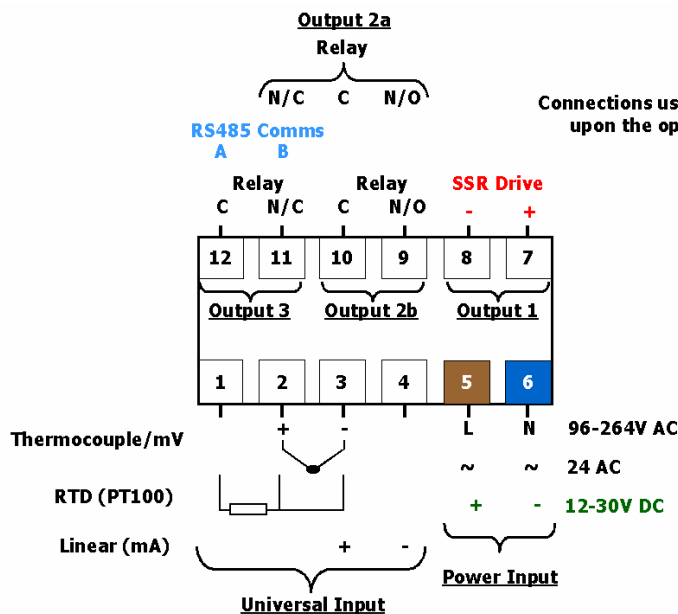 Output 2a
Relay
N/C C N/O
Connections us
upon the op
RS485 Comms
A B
Relay Relay SSR Drive
C N/C C N/O - +
12 11 10 9 8 7
Output 3 Output 2b Output 1
1 2 3 4 5 6
+ - L N 96-264V AC
Thermocouple/mV
~ ~ 24 AC
RTD (PT100)
+ - 12-30V DC
Linear (mA) + -
Power Input
Universal Input